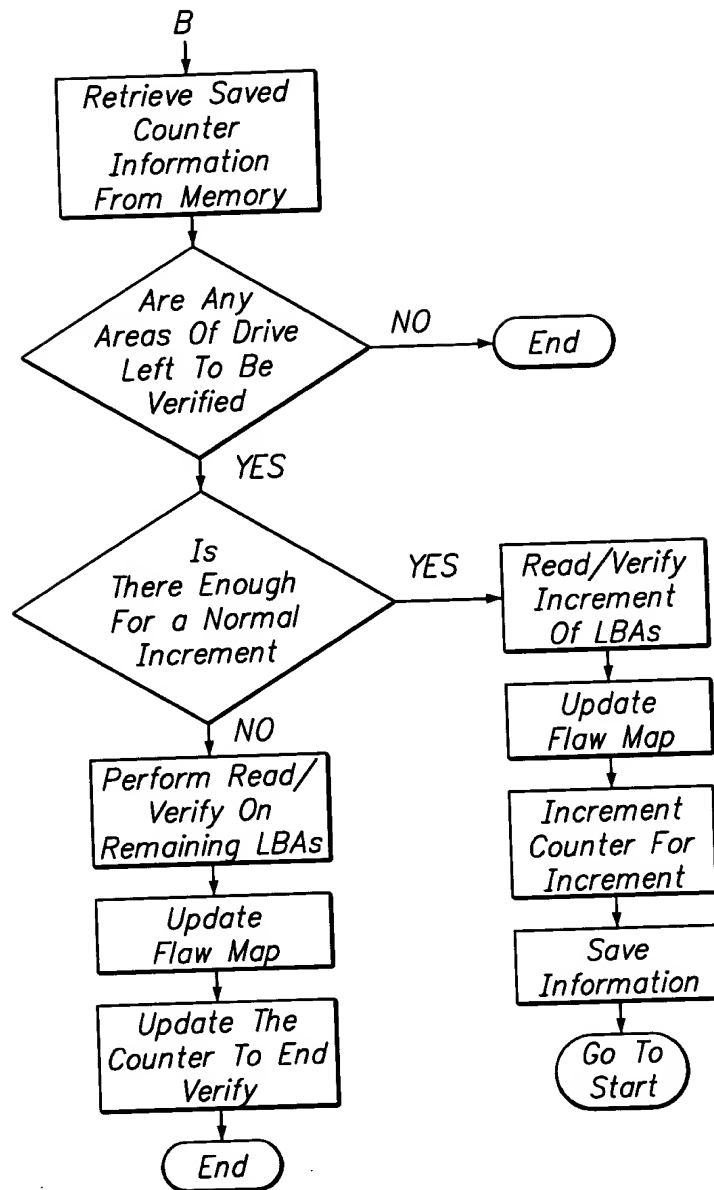 B
Retrieve Saved
Counter
Information
From Memory
Are Any
Areas Of Drive
Left To Be
Verified
NO
End
YES
Is
There Enough
For a Normal
Increment
YES
Read/Verify
Increment
Of LBAs
Update
Flaw Map
Increment
Counter For
Increment
Save
Information
Go To
Start
NO
Perform Read/
Verify On
Remaining LBAs
Update
Flaw Map
Update The
Counter To End
Verify
End